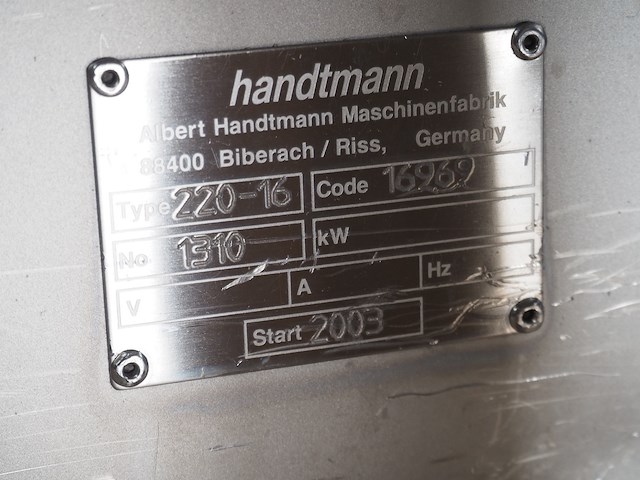 handtmann
Albert Handtmann Maschinenfabrik
88400 Biberach / Riss, Germany
Type 220-16 Code 16969
No. 1310 kW
V A Hz
Start 2003